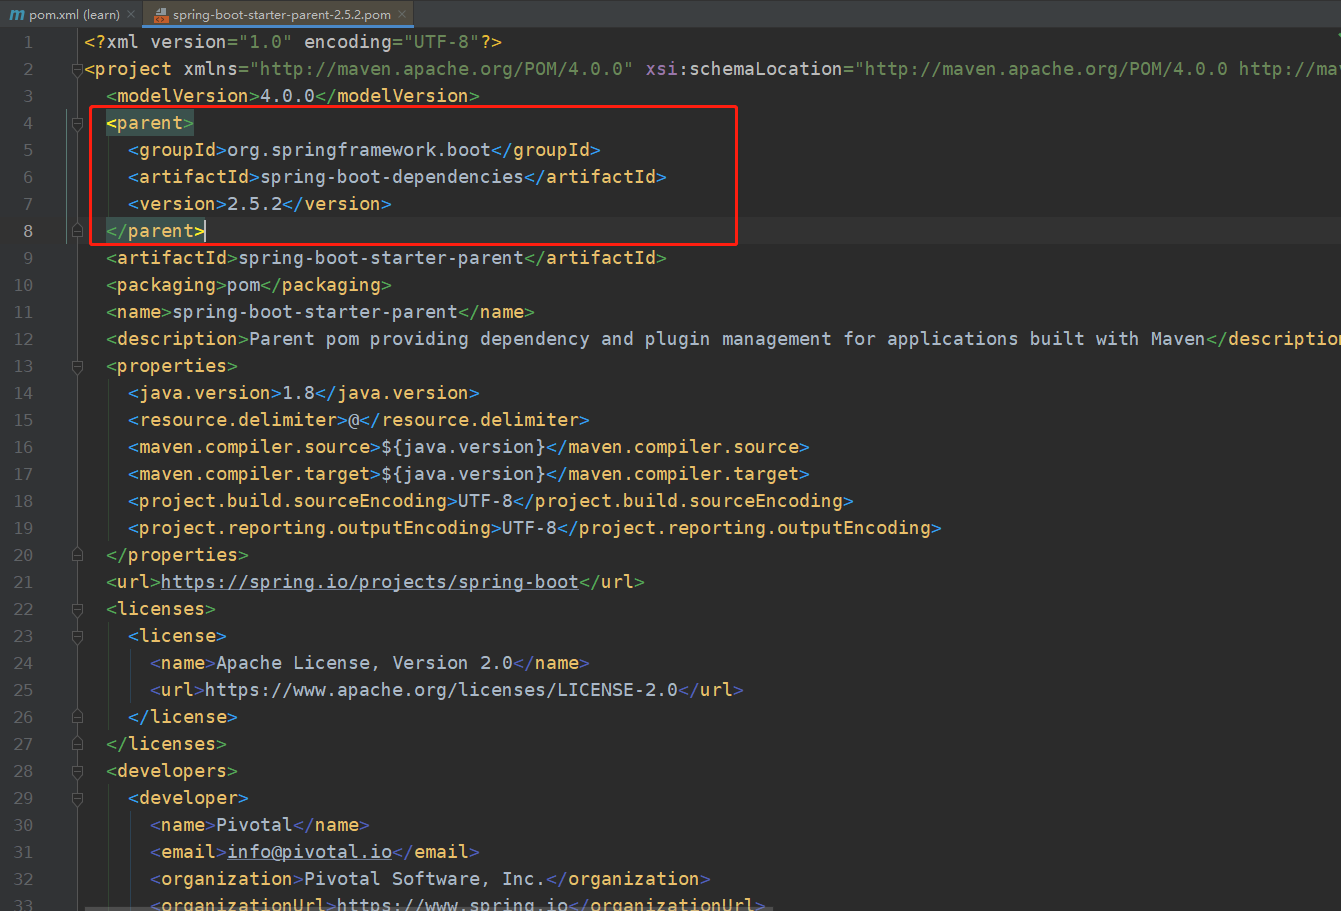 pom.xml (learn) × spring-boot-starter-parent-2.5.2.pom ×
1 <?xml version="1.0" encoding="UTF-8"?>
2 <project xmlns="http://maven.apache.org/POM/4.0.0" xsi:schemaLocation="http://maven.apache.org/POM/4.0.0 http://ma
3 <modelVersion>4.0.0</modelVersion>
4 <parent>
5 <groupId>org.springframework.boot</groupId>
6 <artifactId>spring-boot-dependencies</artifactId>
7 <version>2.5.2</version>
8 </parent>
9 <artifactId>spring-boot-starter-parent</artifactId>
10 <packaging>pom</packaging>
11 <name>spring-boot-starter-parent</name>
12 <description>Parent pom providing dependency and plugin management for applications built with Maven</description
13 <properties>
14 <java.version>1.8</java.version>
15 <resource.delimiter>@</resource.delimiter>
16 <maven.compiler.source>${java.version}</maven.compiler.source>
17 <maven.compiler.target>${java.version}</maven.compiler.target>
18 <project.build.sourceEncoding>UTF-8</project.build.sourceEncoding>
19 <project.reporting.outputEncoding>UTF-8</project.reporting.outputEncoding>
20 </properties>
21 <url>https://spring.io/projects/spring-boot</url>
22 <licenses>
23 <license>
24 <name>Apache License, Version 2.0</name>
25 <url>https://www.apache.org/licenses/LICENSE-2.0</url>
26 </license>
27 </licenses>
28 <developers>
29 <developer>
30 <name>Pivotal</name>
31 <email>info@pivotal.io</email>
32 <organization>Pivotal Software, Inc.</organization>
33 <organizationUrl>https://www.spring.io</organizationUrl>